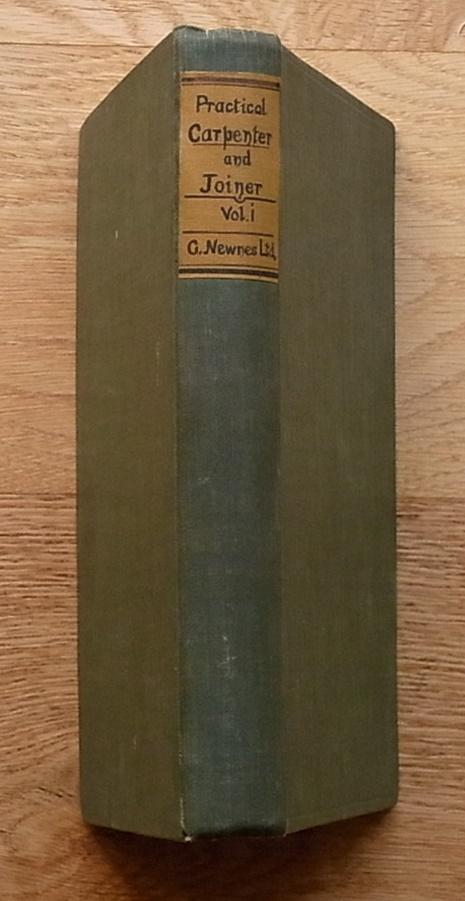 Practical
Carpenter
and
Joiner
Vol. i
G. Newnes Ltd,